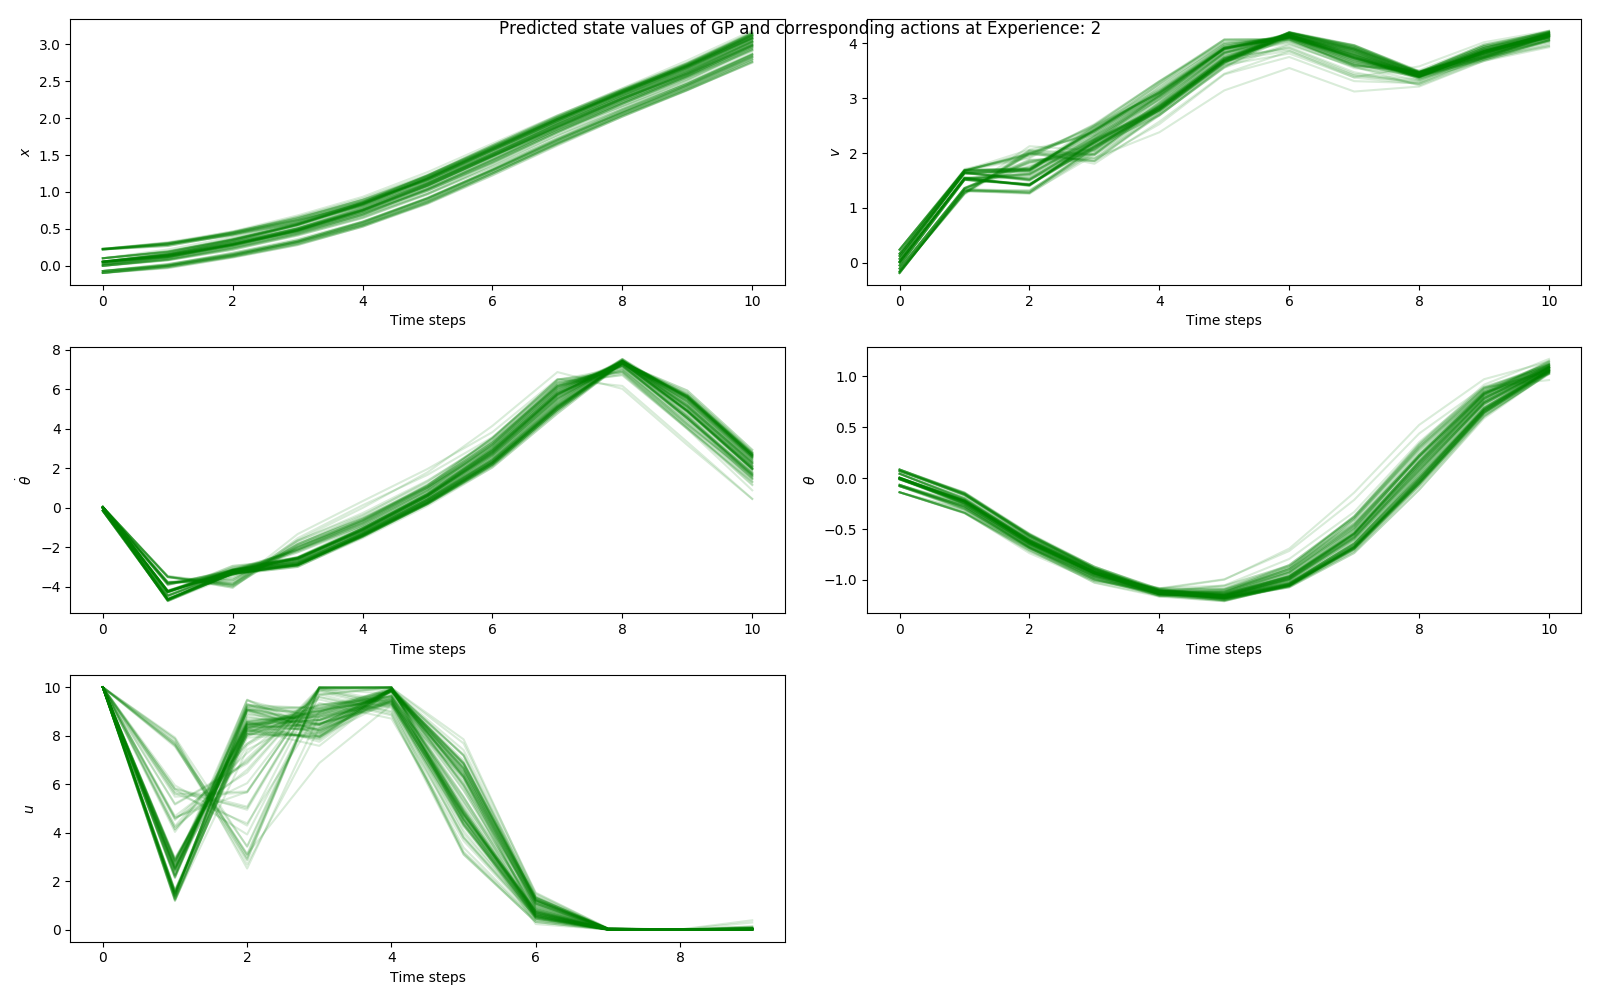 Predicted state values of GP and corresponding actions at Experience: 2
3.0
2.5
2.0
1.5
1.0
0.5
0.0
x
0 2 4 6 8 10
Time steps
4
3
2
1
0
v
0 2 4 6 8 10
Time steps
8
6
4
2
0
−2
−4
θ̇
0 2 4 6 8 10
Time steps
1.0
0.5
0.0
−0.5
−1.0
θ
0 2 4 6 8 10
Time steps
10
8
6
4
2
0
u
0 2 4 6 8
Time steps